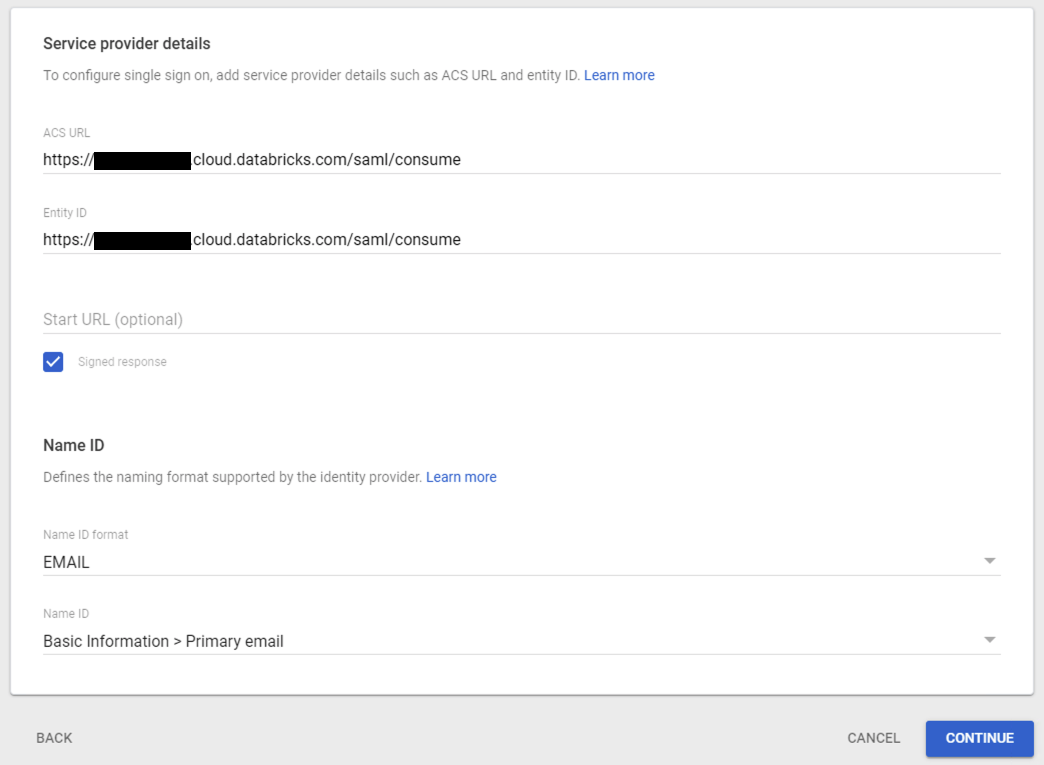 Service provider details
To configure single sign on, add service provider details such as ACS URL and entity ID. Learn more
ACS URL
https:// .cloud.databricks.com/saml/consume
Entity ID
https:// .cloud.databricks.com/saml/consume
Start URL (optional)
Signed response
Name ID
Defines the naming format supported by the identity provider. Learn more
Name ID format
EMAIL
Name ID
Basic Information > Primary email
BACK CANCEL CONTINUE